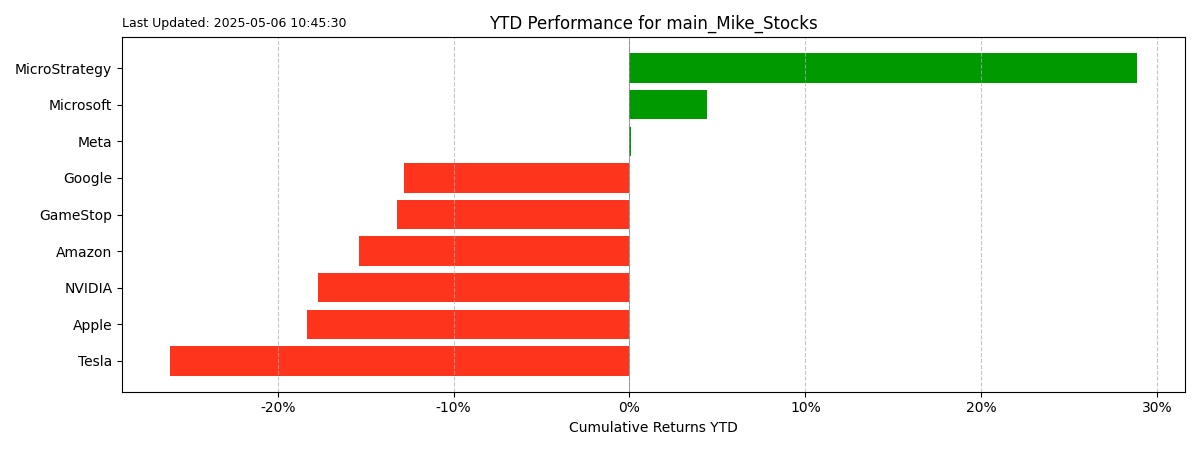 Last Updated: 2025-05-06 10:45:30
YTD Performance for main_Mike_Stocks
MicroStrategy
Microsoft
Meta
Google
GameStop
Amazon
NVIDIA
Apple
Tesla
-20% -10% 0% 10% 20% 30%
Cumulative Returns YTD